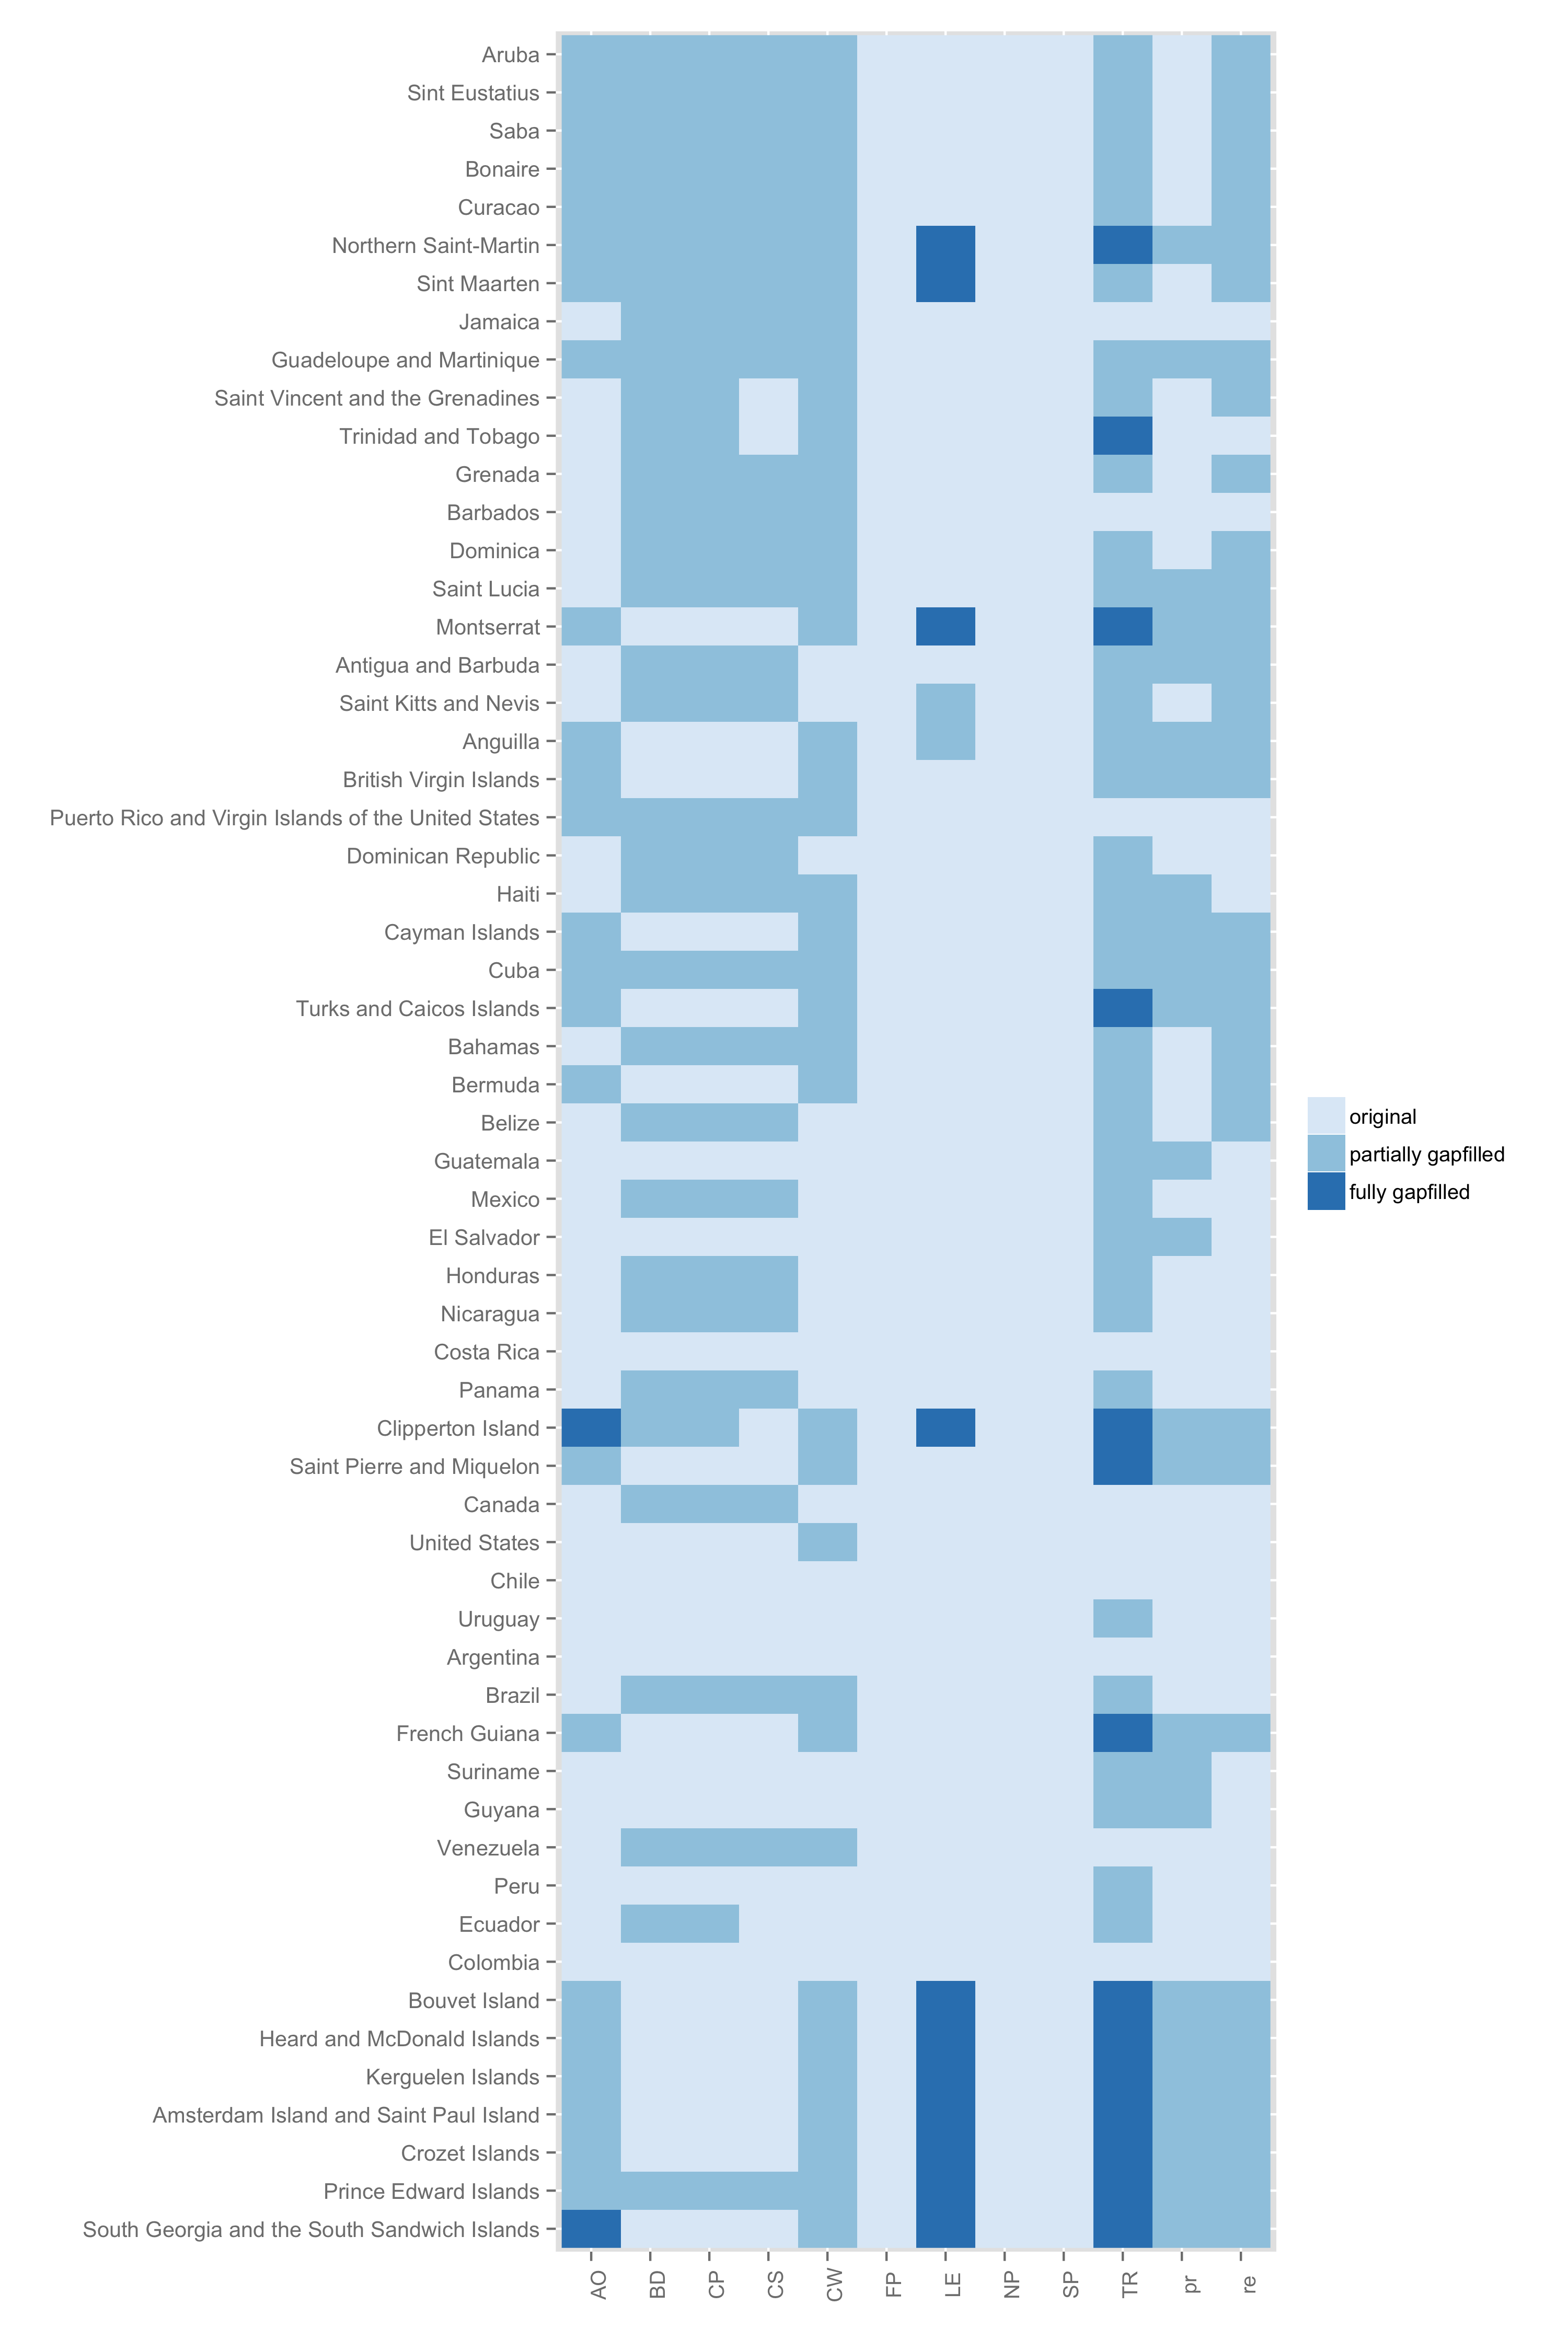 Aruba
Sint Eustatius
Saba
Bonaire
Curacao
Northern Saint-Martin
Sint Maarten
Jamaica
Guadeloupe and Martinique
Saint Vincent and the Grenadines
Trinidad and Tobago
Grenada
Barbados
Dominica
Saint Lucia
Montserrat
Antigua and Barbuda
Saint Kitts and Nevis
Anguilla
British Virgin Islands
Puerto Rico and Virgin Islands of the United States
Dominican Republic
Haiti
Cayman Islands
Cuba
Turks and Caicos Islands
Bahamas
Bermuda
Belize
Guatemala
Mexico
El Salvador
Honduras
Nicaragua
Costa Rica
Panama
Clipperton Island
Saint Pierre and Miquelon
Canada
United States
Chile
Uruguay
Argentina
Brazil
French Guiana
Suriname
Guyana
Venezuela
Peru
Ecuador
Colombia
Bouvet Island
Heard and McDonald Islands
Kerguelen Islands
Amsterdam Island and Saint Paul Island
Crozet Islands
Prince Edward Islands
South Georgia and the South Sandwich Islands
AO
BD
CP
CS
CW
FP
LE
NP
SP
TR
pr
re
original
partially gapfilled
fully gapfilled